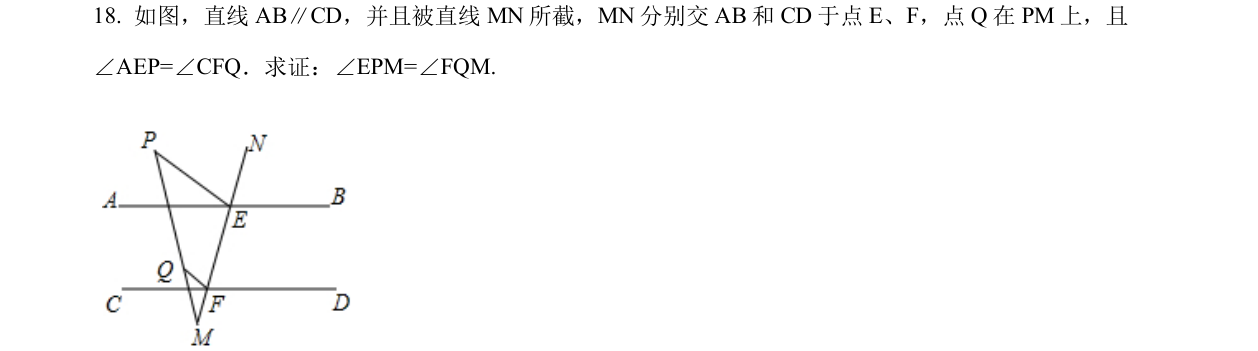 18. 如图，直线 AB∥CD，并且被直线 MN 所截，MN 分别交 AB 和 CD 于点 E、F，点 Q 在 PM 上，且
∠AEP=∠CFQ．求证：∠EPM=∠FQM.
P
N
A
B
E
Q
C
F
D
M